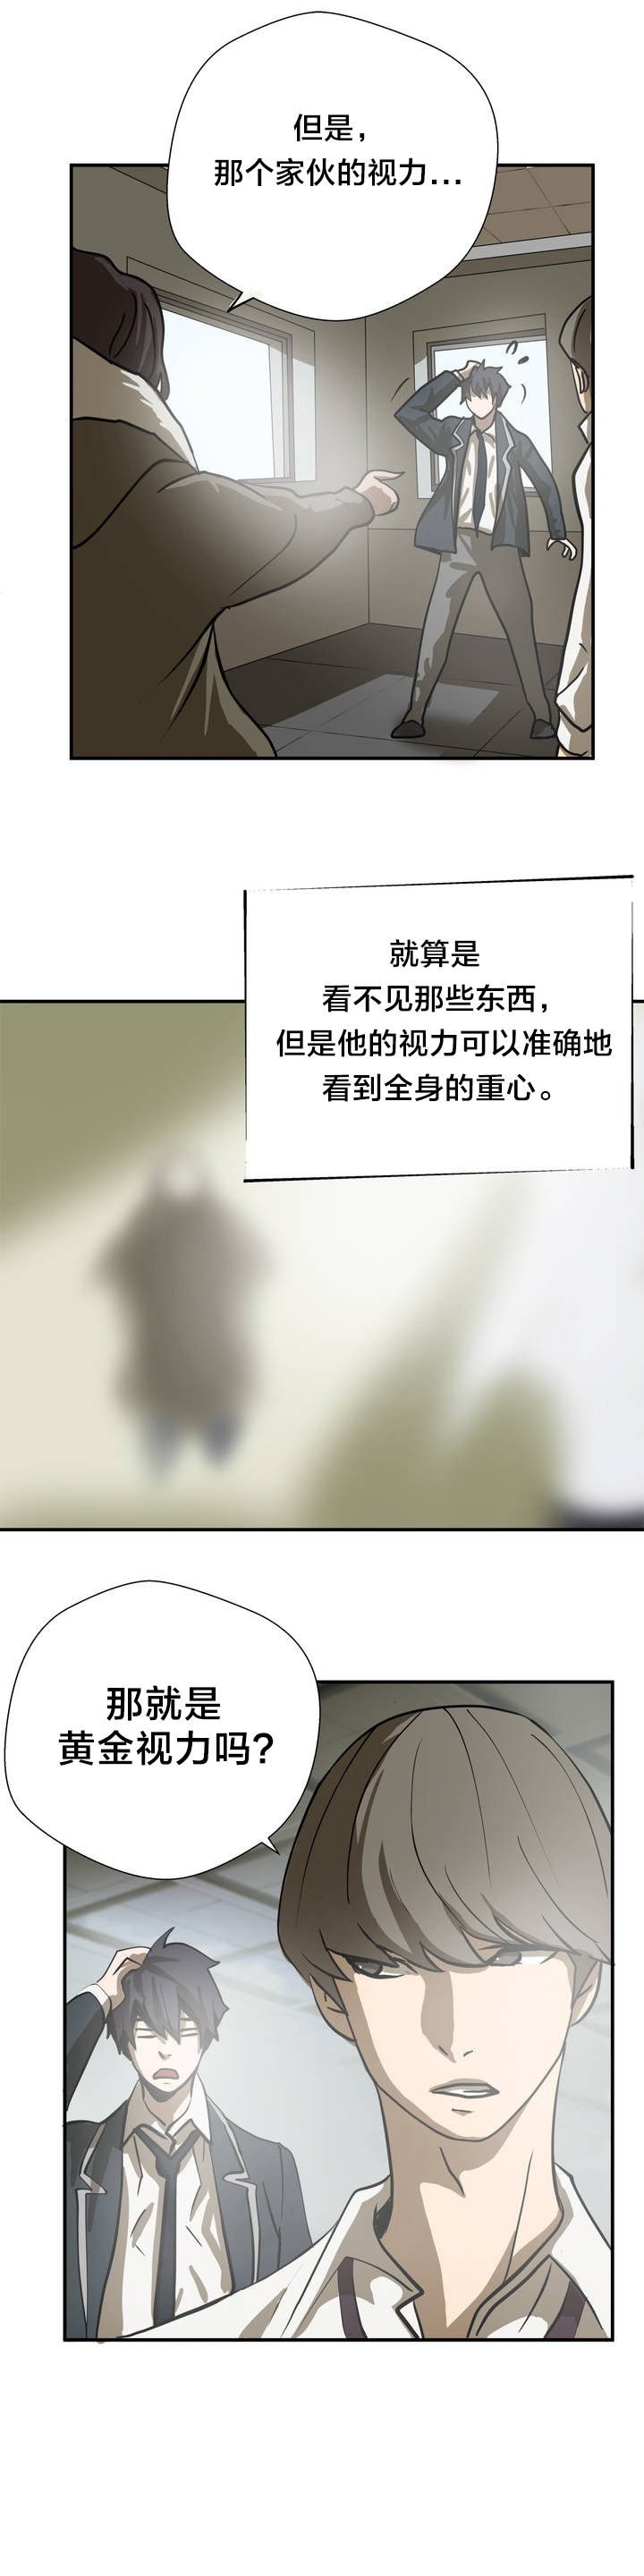 但是，
那个家伙的视力...
就算是
看不见那些东西，
但是他的视力可以准确地
看到全身的重心。
那就是
黄金视力吗？